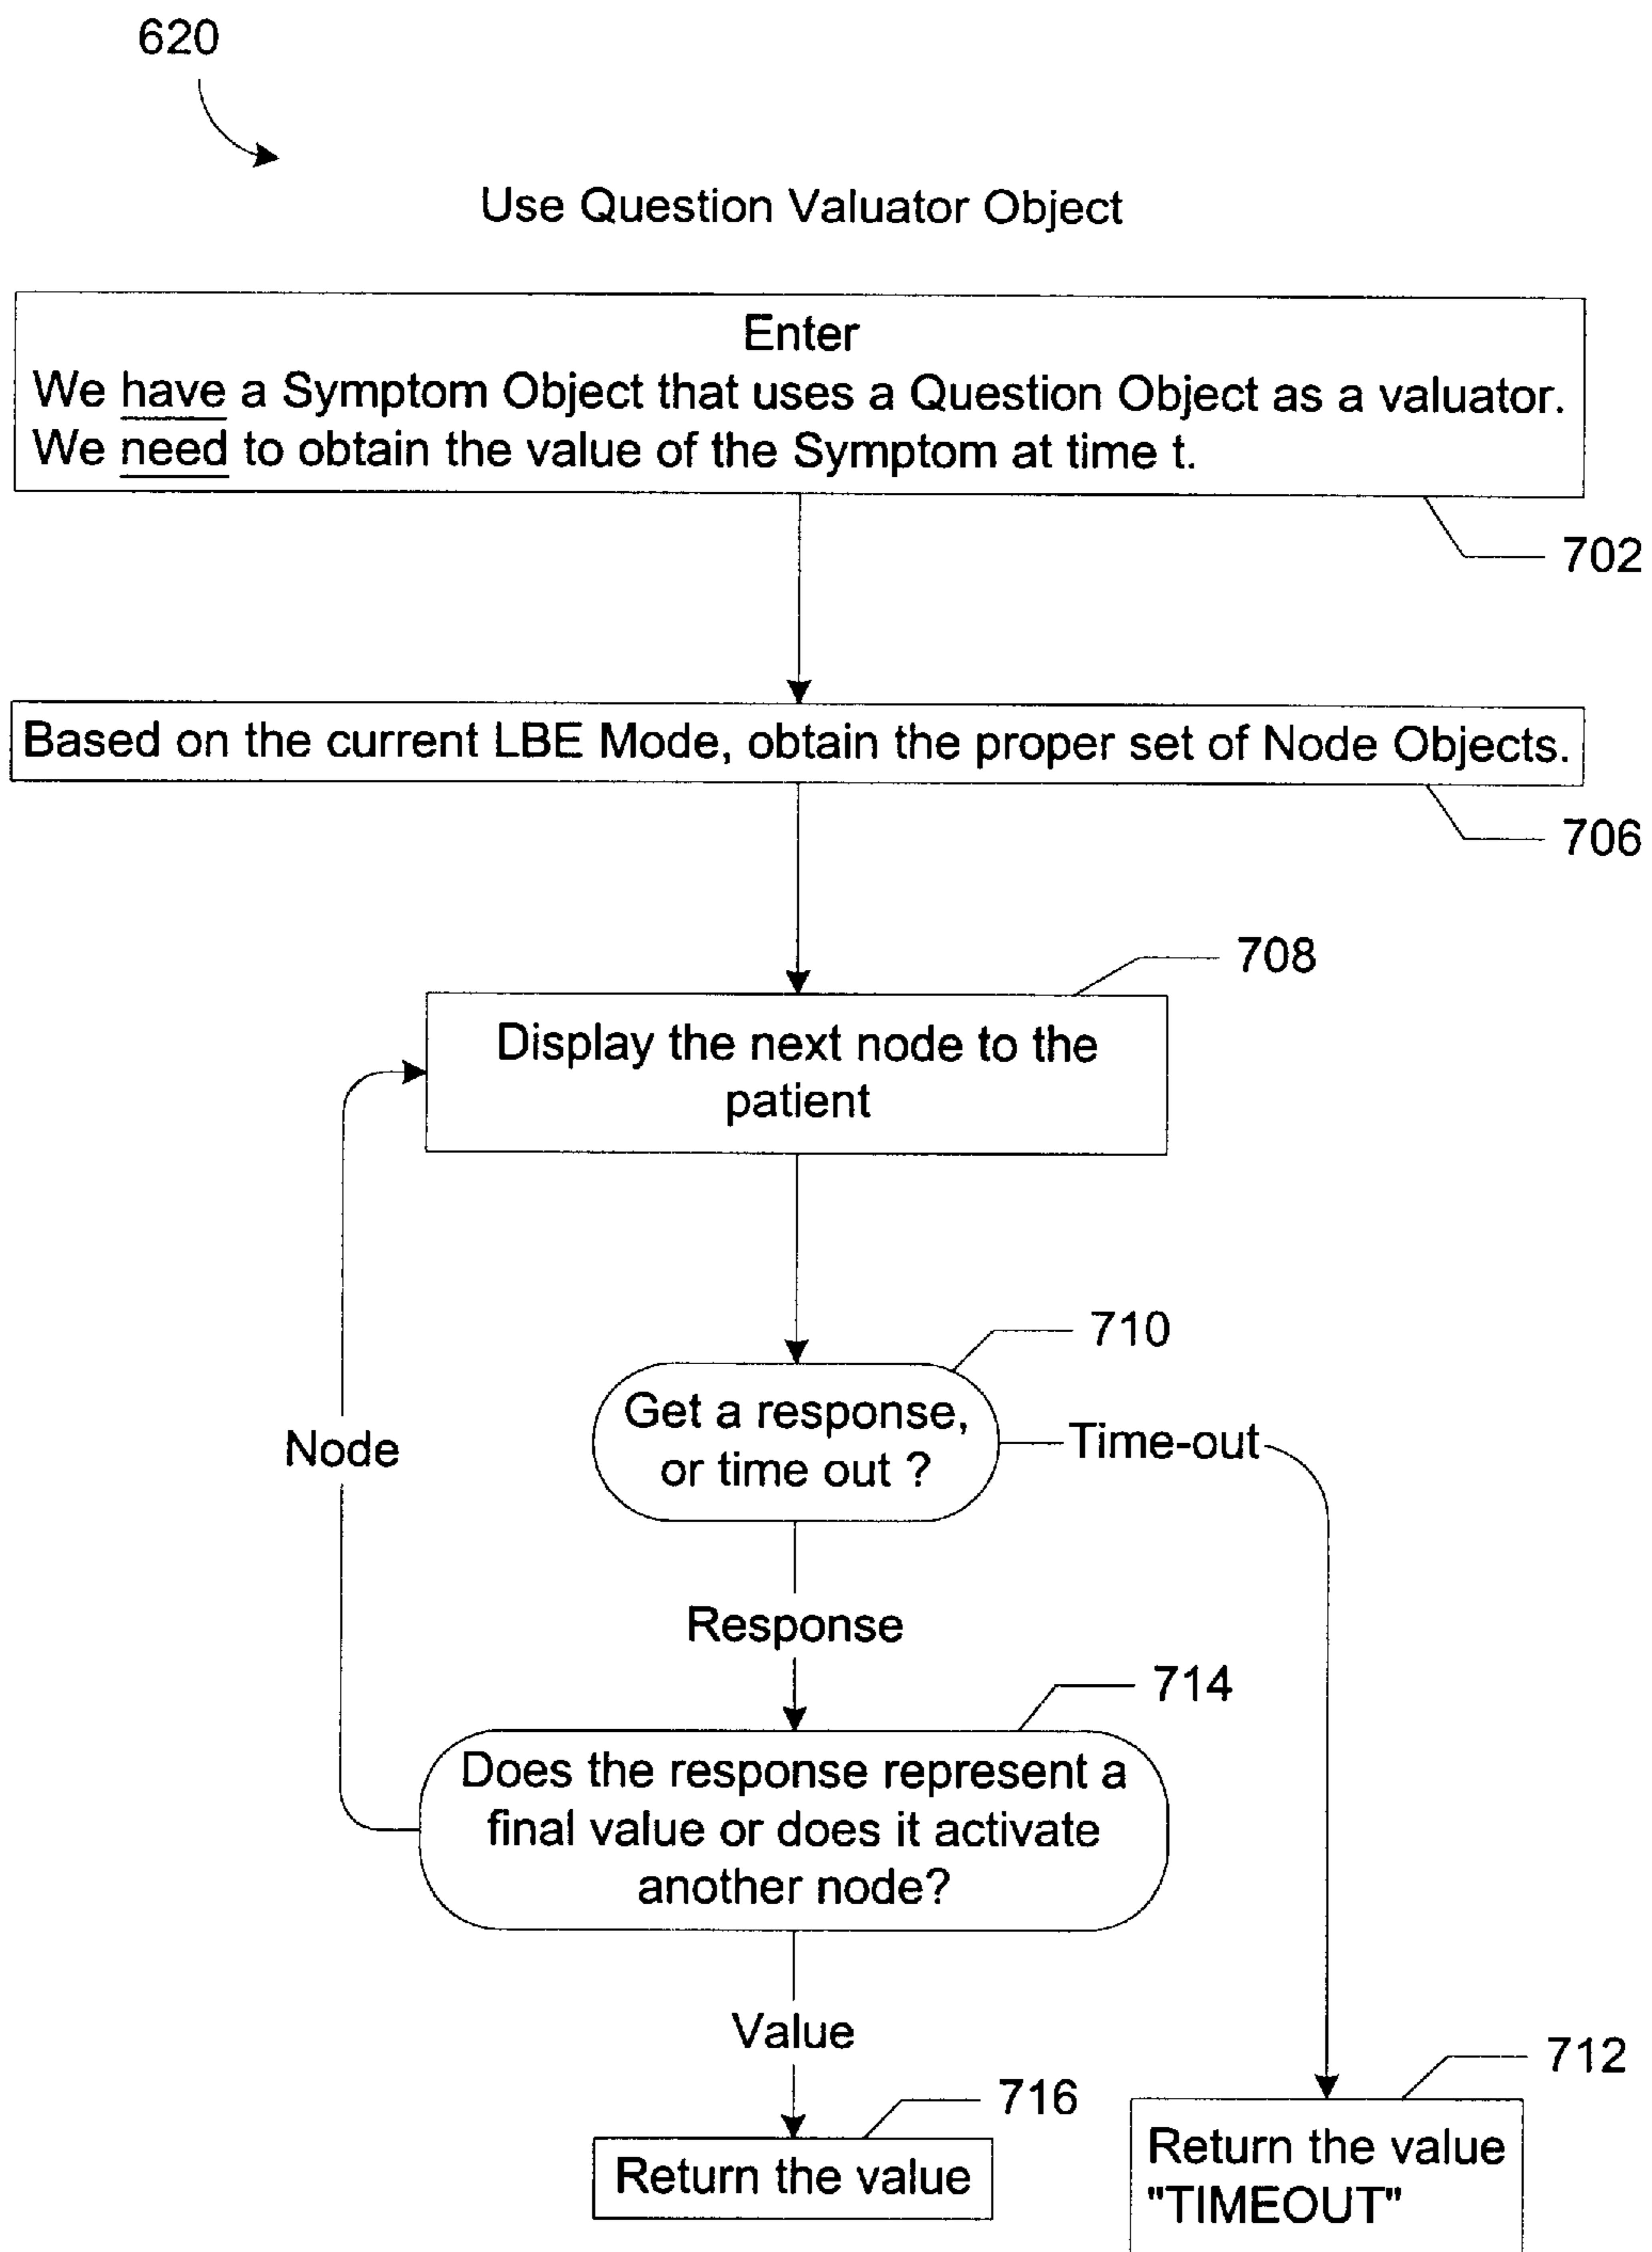 620
Use Question Valuator Object
Enter
We have a Symptom Object that uses a Question Object as a valuator.
We need to obtain the value of the Symptom at time t.
702
Based on the current LBE Mode, obtain the proper set of Node Objects.
706
708
Display the next node to the
patient
710
Get a response,
or time out ?
Time-out
Node
Response
714
Does the response represent a
final value or does it activate
another node?
Value
712
716
Return the value
Return the value
"TIMEOUT"